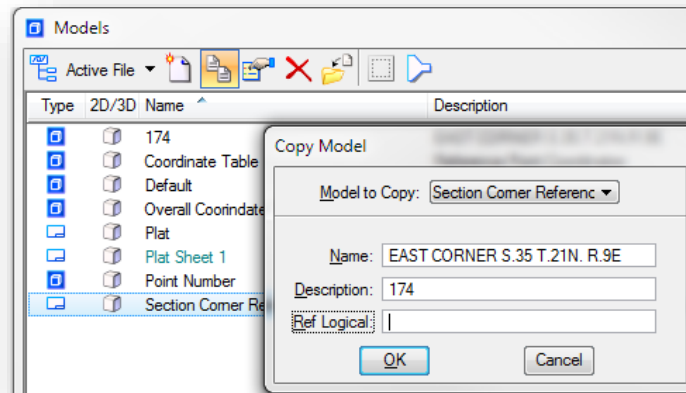 Models
Active File
Type 2D/3D Name Description
174
Coordinate Table
Default
Overall Coorindate
Plat
Plat Sheet 1
Point Number
Section Corner Re
Copy Model
Model to Copy: Section Corner Referenc
Name: EAST CORNER S.35 T.21N. R.9E
Description: 174
Ref Logical:
OK Cancel